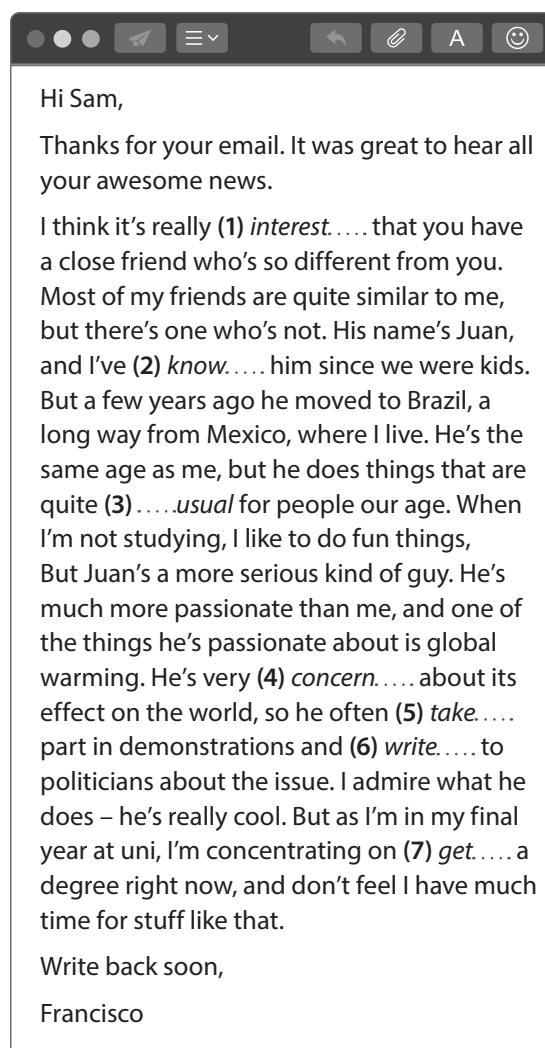 A
Hi Sam,
Thanks for your email. It was great to hear all
your awesome news.
I think it's really (1) interest..... that you have
a close friend who's so different from you.
Most of my friends are quite similar to me,
but there's one who's not. His name's Juan,
and I've (2) know..... him since we were kids.
But a few years ago he moved to Brazil, a
long way from Mexico, where I live. He's the
same age as me, but he does things that are
quite (3) .....usual for people our age. When
I'm not studying, I like to do fun things,
But Juan's a more serious kind of guy. He's
much more passionate than me, and one of
the things he's passionate about is global
warming. He's very (4) concern..... about its
effect on the world, so he often (5) take.....
part in demonstrations and (6) write..... to
politicians about the issue. I admire what he
does – he's really cool. But as I'm in my final
year at uni, I'm concentrating on (7) get..... a
degree right now, and don't feel I have much
time for stuff like that.
Write back soon,
Francisco